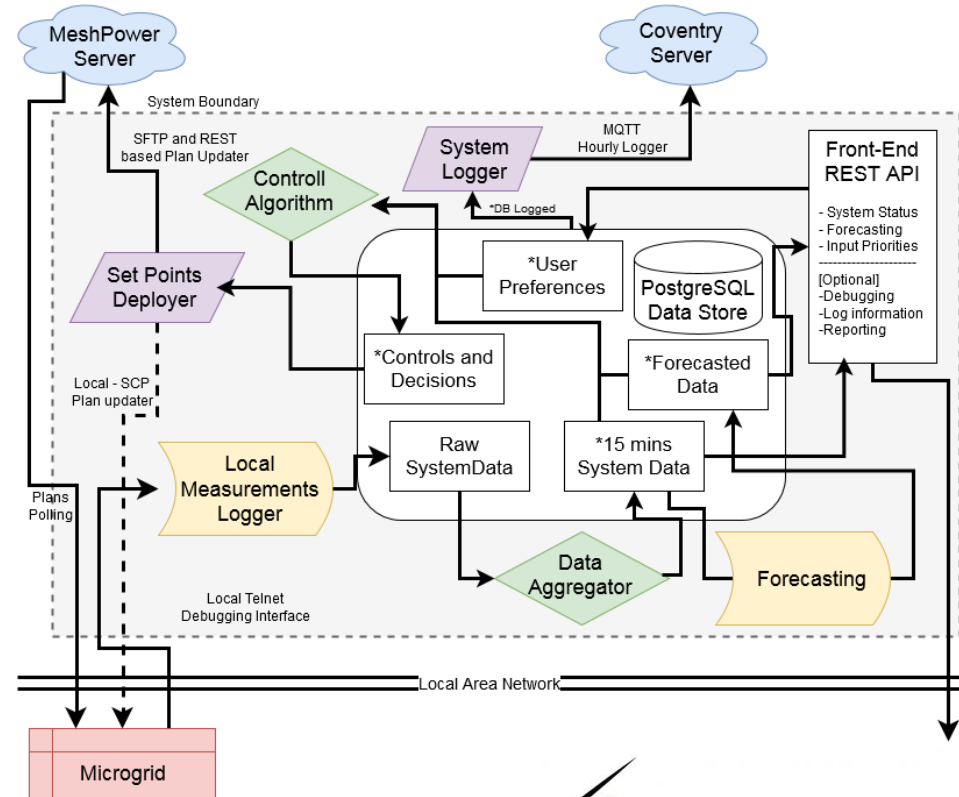 MeshPower
Server
Coventry
Server
System Boundary
SFTP and REST
based Plan Updater
System
Logger
MQTT
Hourly Logger
Front-End
REST API
- System Status
- Forecasting
- Input Priorities
----------------------
[Optional]
-Debugging
-Log information
-Reporting
Controll
Algorithm
*DB Logged
*User
Preferences
PostgreSQL
Data Store
Set Points
Deployer
*Controls and
Decisions
*Forecasted
Data
Local - SCP
Plan updater
Raw
SystemData
*15 mins
System Data
Local
Measurements
Logger
Plans
Polling
Data
Aggregator
Forecasting
Local Telnet
Debugging Interface
Local Area Network
Microgrid